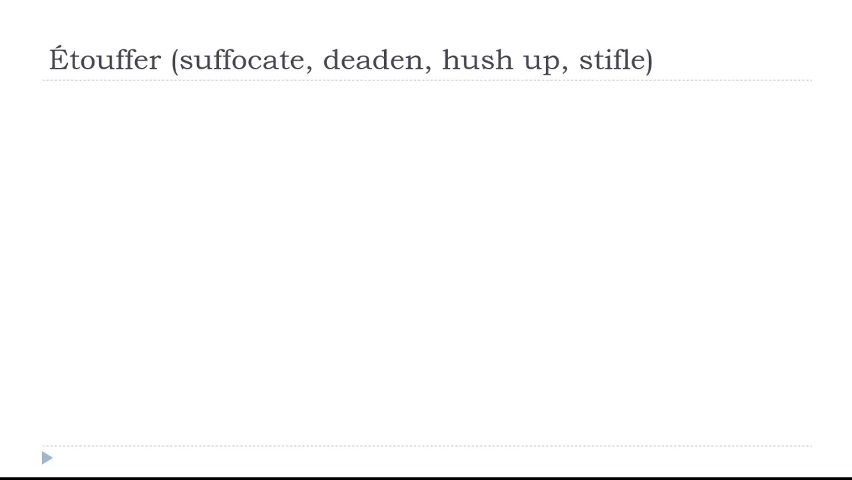 Étouffer (suffocate, deaden, hush up, stifle)